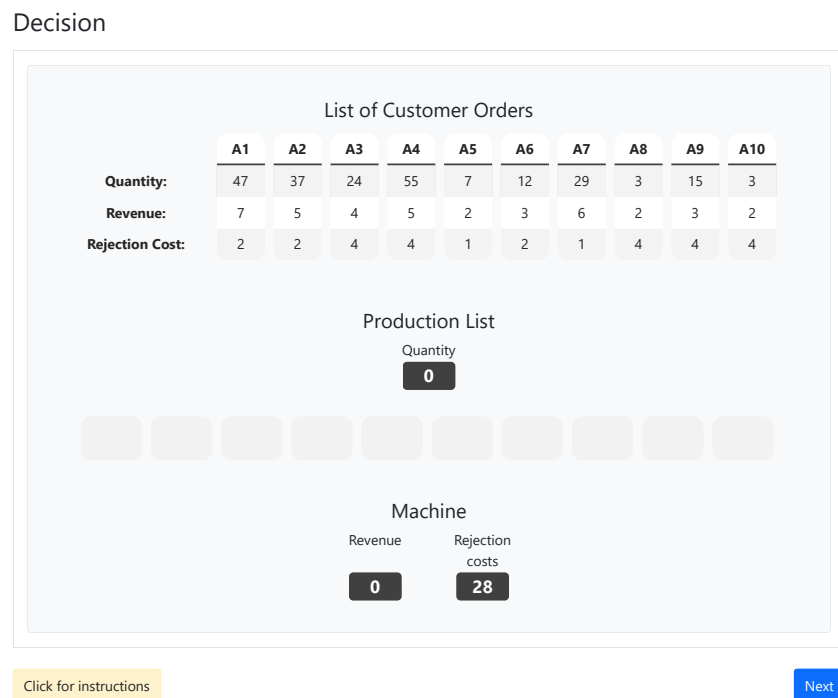 Decision
List of Customer Orders
A1 A2 A3 A4 A5 A6 A7 A8 A9 A10
Quantity: 47 37 24 55 7 12 29 3 15 3
Revenue: 7 5 4 5 2 3 6 2 3 2
Rejection Cost: 2 2 4 4 1 2 1 4 4 4
Production List
Quantity
0
Machine
Revenue Rejection
costs
0 28
Click for instructions Next